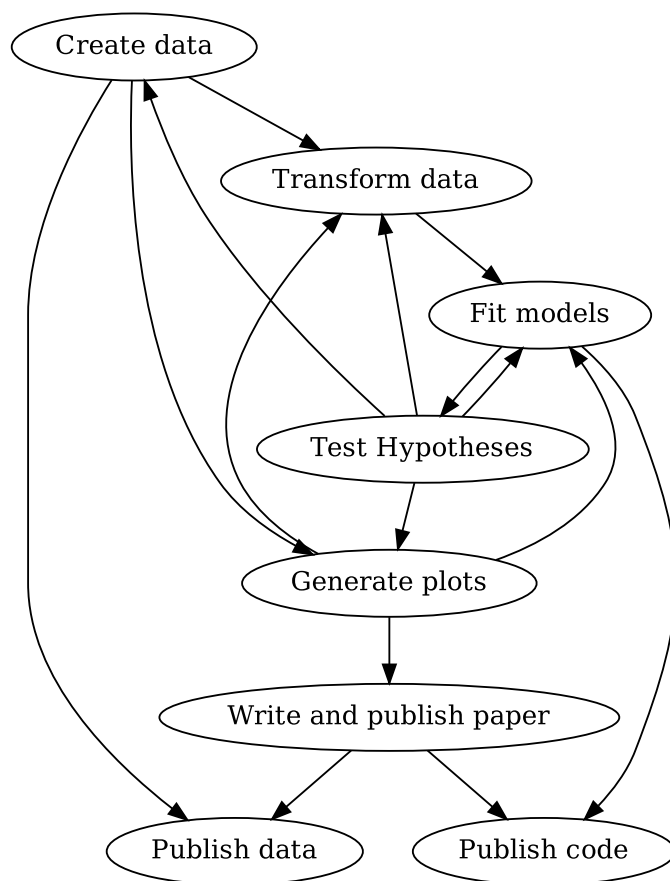 Create data
Transform data
Fit models
Test Hypotheses
Generate plots
Write and publish paper
Publish data
Publish code